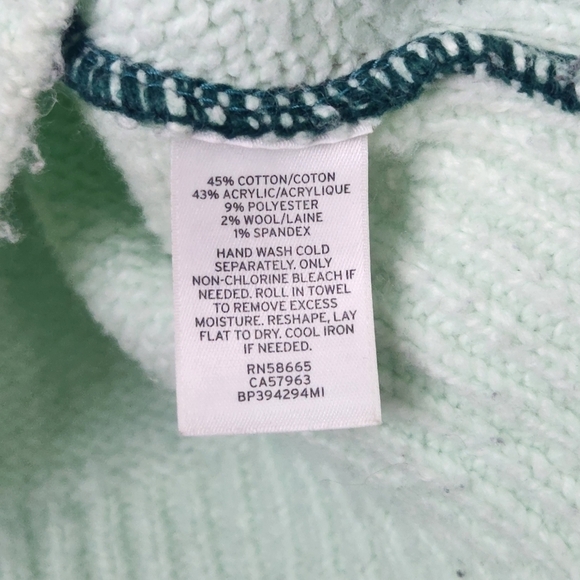 45% COTTON/COTON
43% ACRYLIC/ACRYLIQUE
9% POLYESTER
2% WOOL/LAINE
1% SPANDEX
HAND WASH COLD
SEPARATELY. ONLY
NON-CHLORINE BLEACH IF
NEEDED. ROLL IN TOWEL
TO REMOVE EXCESS
MOISTURE. RESHAPE, LAY
FLAT TO DRY. COOL IRON
IF NEEDED.
RN58665
CA57963
BP394294MI